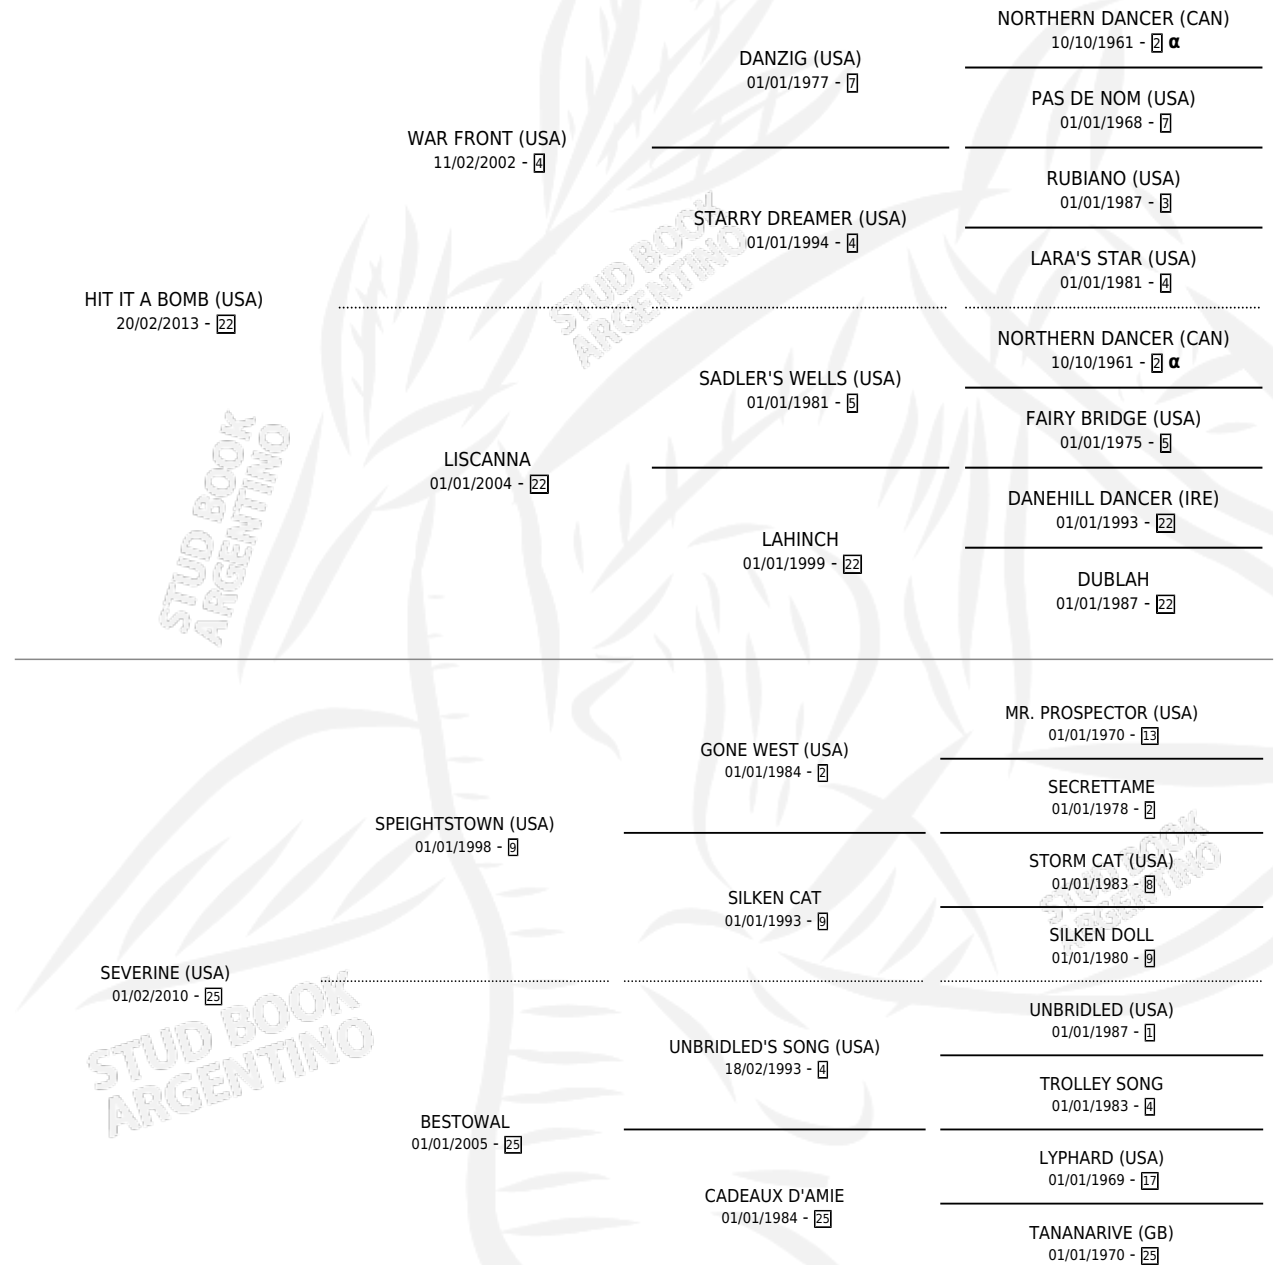 NORTHERN DANCER (CAN)
10/10/1961 - 2 α
DANZIG (USA)
01/01/1977 - 7
PAS DE NOM (USA)
01/01/1968 - 7
WAR FRONT (USA)
11/02/2002 - 4
RUBIANO (USA)
01/01/1987 - 3
STARRY DREAMER (USA)
01/01/1994 - 4
LARA'S STAR (USA)
01/01/1981 - 4
HIT IT A BOMB (USA)
20/02/2013 - 22
NORTHERN DANCER (CAN)
10/10/1961 - 2 α
SADLER'S WELLS (USA)
01/01/1981 - 5
FAIRY BRIDGE (USA)
01/01/1975 - 5
LISCANNA
01/01/2004 - 22
DANEHILL DANCER (IRE)
01/01/1993 - 22
LAHINCH
01/01/1999 - 22
DUBLAH
01/01/1987 - 22
MR. PROSPECTOR (USA)
01/01/1970 - 13
GONE WEST (USA)
01/01/1984 - 2
SECRETTAME
01/01/1978 - 2
SPEIGHTSTOWN (USA)
01/01/1998 - 9
STORM CAT (USA)
01/01/1983 - 8
SILKEN CAT
01/01/1993 - 9
SILKEN DOLL
01/01/1980 - 9
SEVERINE (USA)
01/02/2010 - 25
UNBRIDLED (USA)
01/01/1987 - 1
UNBRIDLED'S SONG (USA)
18/02/1993 - 4
TROLLEY SONG
01/01/1983 - 4
BESTOWAL
01/01/2005 - 25
LYPHARD (USA)
01/01/1969 - 17
CADEAUX D'AMIE
01/01/1984 - 25
TANANARIVE (GB)
01/01/1970 - 25
STUD BOOK
ARGENTINO
STUD BOOK
ARGENTINO
STUD BOOK
ARGENTINO
STUD BOOK
ARGENTINO